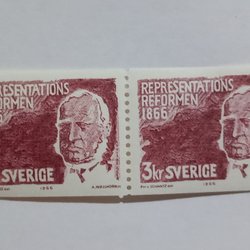 REPRESENTATIONS
REFORMEN
SVERIGE
1966
REPRESENTATIONS
REFORMEN
1866
3kr SVERIGE
1966